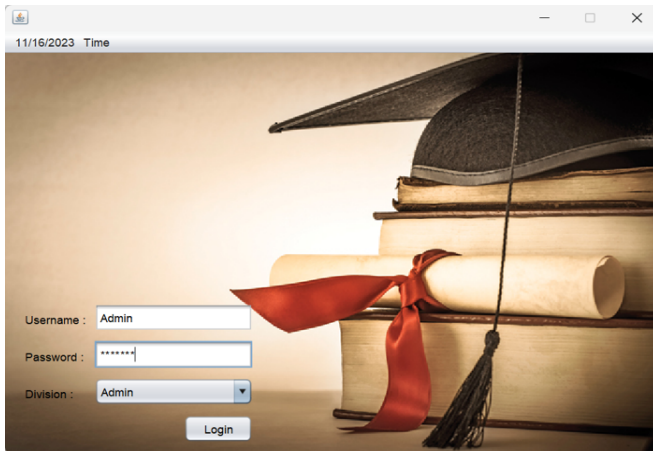 11/16/2023 Time
Username : Admin
Password : *******
Division : Admin
Login